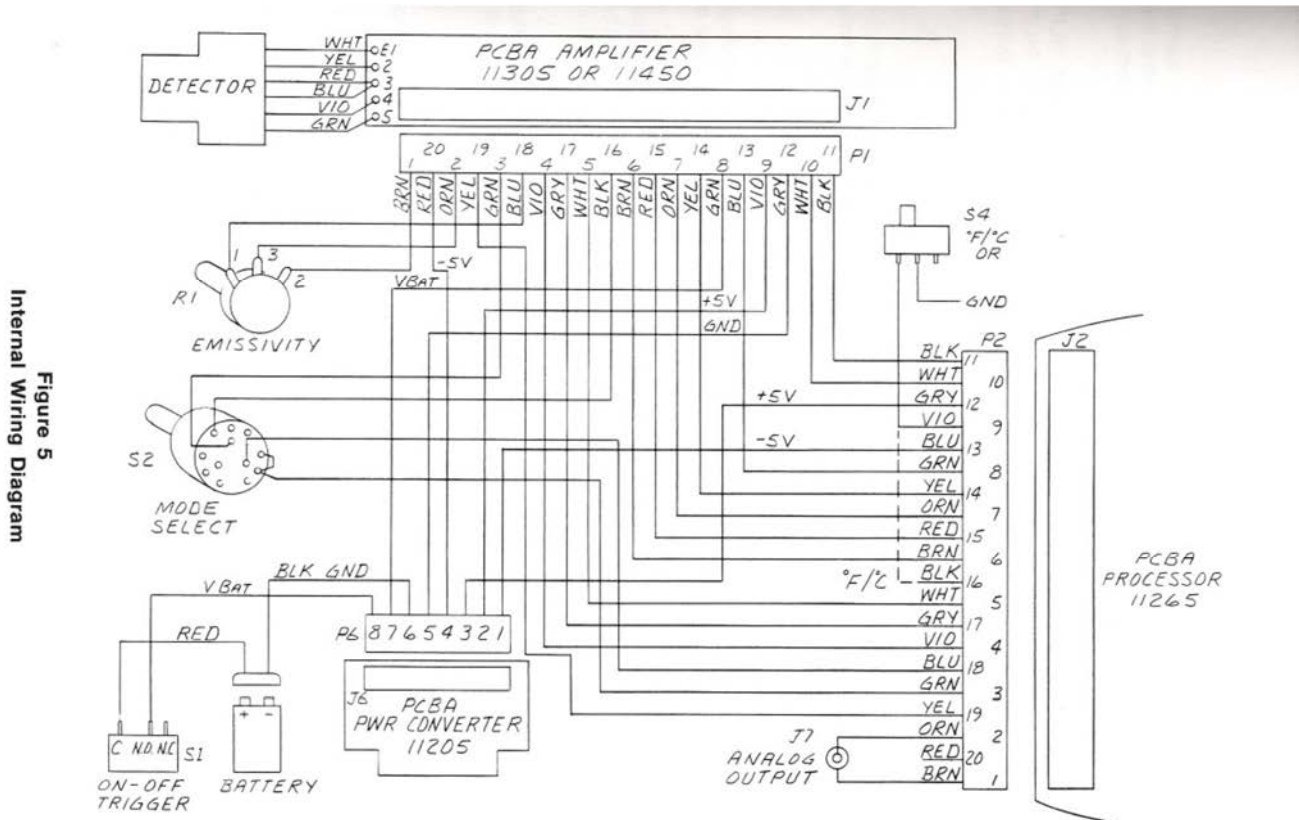 WHT
YEL
RED
BLU
VIO
GRN
E1
2
3
4
5
DETECTOR
PCBA AMPLIFIER
11305 OR 11450
J1
20 19 18 17 16 15 14 13 12 11
1 2 3 4 5 6 7 8 9 10
P1
BRN RED ORN YEL GRN BLU VIO GRY WHT BLK BRN RED ORN YEL GRN BLU VIO GRY WHT BLK
1 3 2
R1
EMISSIVITY
-5V
VBAT
+5V
GND
S4
°F/°C
OR
GND
S2
MODE
SELECT
+5V
-5V
°F/°C
P2
J2
BLK 11
WHT 10
GRY 12
VIO 9
BLU 13
GRN 8
YEL 14
ORN 7
RED 15
BRN 6
BLK 16
WHT 5
GRY 17
VIO 4
BLU 18
GRN 3
YEL 19
ORN 2
RED 20
BRN 1
PCBA
PROCESSOR
11265
BLK GND
VBAT
RED
P6 8 7 6 5 4 3 2 1
J6
PCBA
PWR CONVERTER
11205
+ -
C N.O. N.C
S1
ON-OFF
TRIGGER
BATTERY
J7
ANALOG
OUTPUT
Figure 5
Internal Wiring Diagram